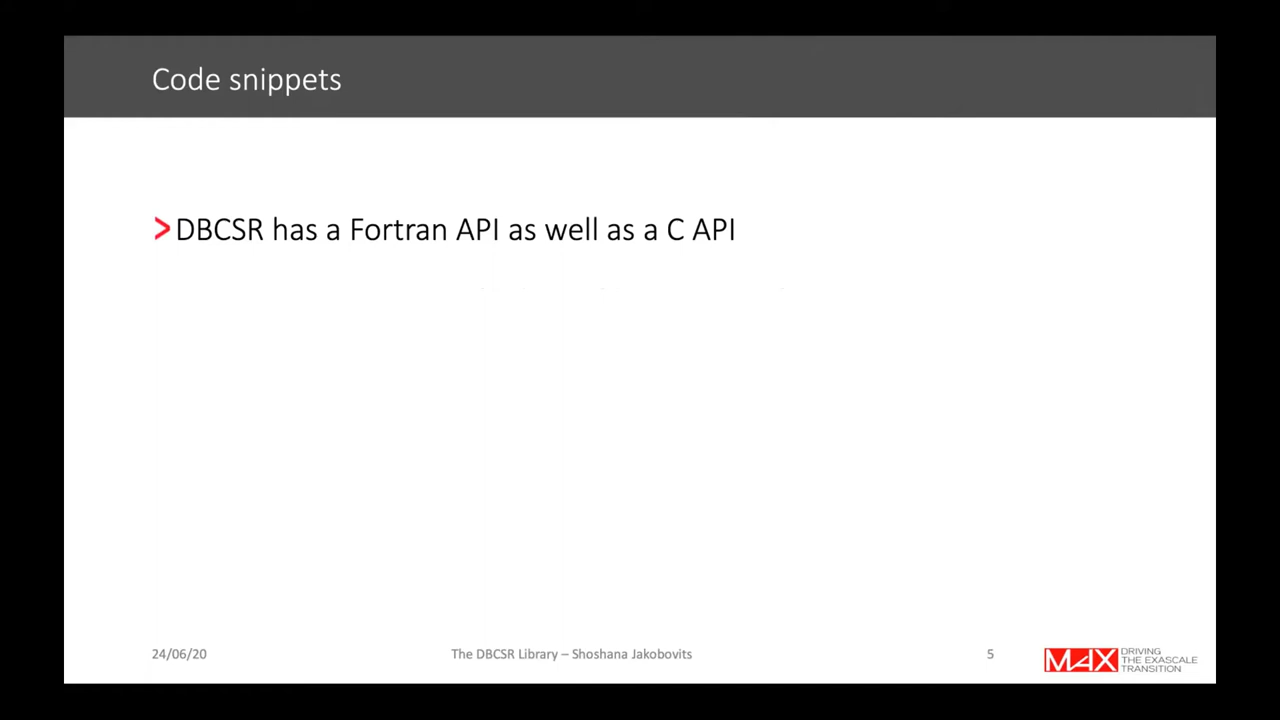 Code snippets
> DBCSR has a Fortran API as well as a C API
24/06/20
The DBCSR Library – Shoshana Jakobovits
5
MAX
DRIVING
THE EXASCALE
TRANSITION